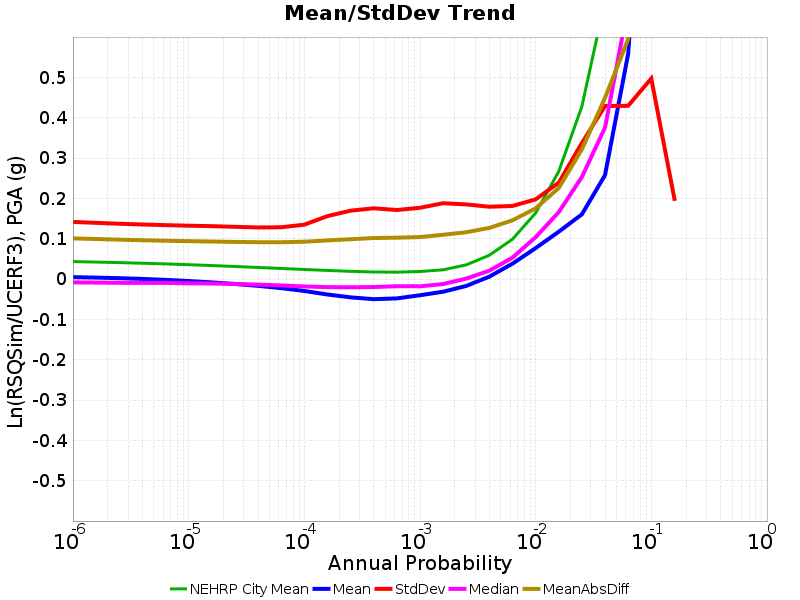 Mean/StdDev Trend
Ln(RSQSim/UCERF3), PGA (g)
0.5
0.4
0.3
0.2
0.1
0
-0.1
-0.2
-0.3
-0.4
-0.5
10^-6 10^-5 10^-4 10^-3 10^-2 10^-1 10^0
Annual Probability
NEHRP City Mean Mean StdDev Median MeanAbsDiff